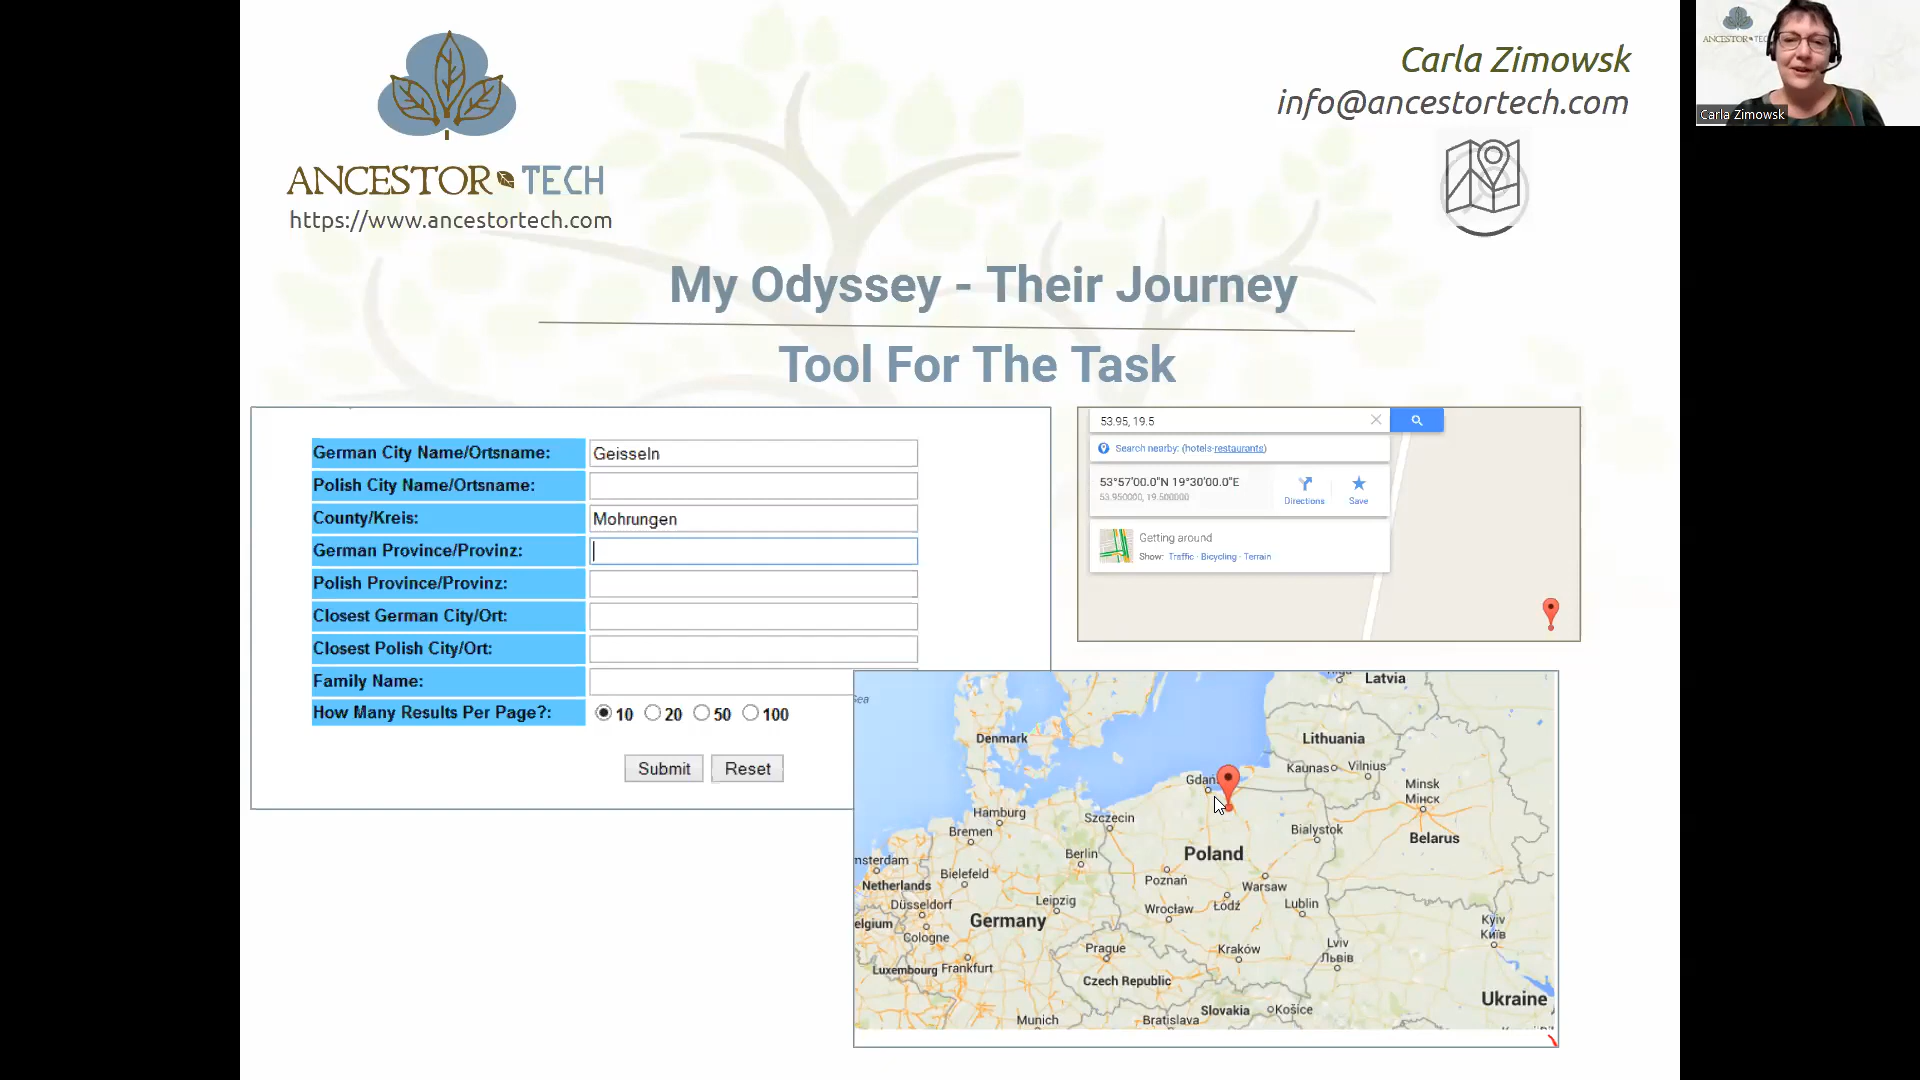 ANCESTOR TECH
https://www.ancestortech.com
Carla Zimowsk
info@ancestortech.com
Carla Zimowsk
My Odyssey - Their Journey
Tool For The Task
German City Name/Ortsname: Geisseln
Polish City Name/Ortsname:
County/Kreis: Mohrungen
German Province/Provinz:
Polish Province/Provinz:
Closest German City/Ort:
Closest Polish City/Ort:
Family Name:
How Many Results Per Page?: 10 20 50 100
Submit Reset
53.95, 19.5
Search nearby: (hotels·restaurants)
53°57'00.0"N 19°30'00.0"E
53.950000, 19.500000
Directions
Save
Getting around
Show: Traffic · Bicycling · Terrain
Latvia
Denmark
Lithuania
Kaunas
Vilnius
Gdań
Minsk
Мінск
Hamburg
Szczecin
Bremen
Bialystok
Belarus
Berlin
Poland
msterdam
Bielefeld
Poznań
Warsaw
Netherlands
Düsseldorf
Leipzig
Wrocław
Łódź
Lublin
elgium
Germany
Kyiv
Київ
Cologne
Prague
Kraków
Lviv
Львів
Luxembourg
Frankfurt
Czech Republic
Ukraine
Slovakia
Košice
Munich
Bratislava